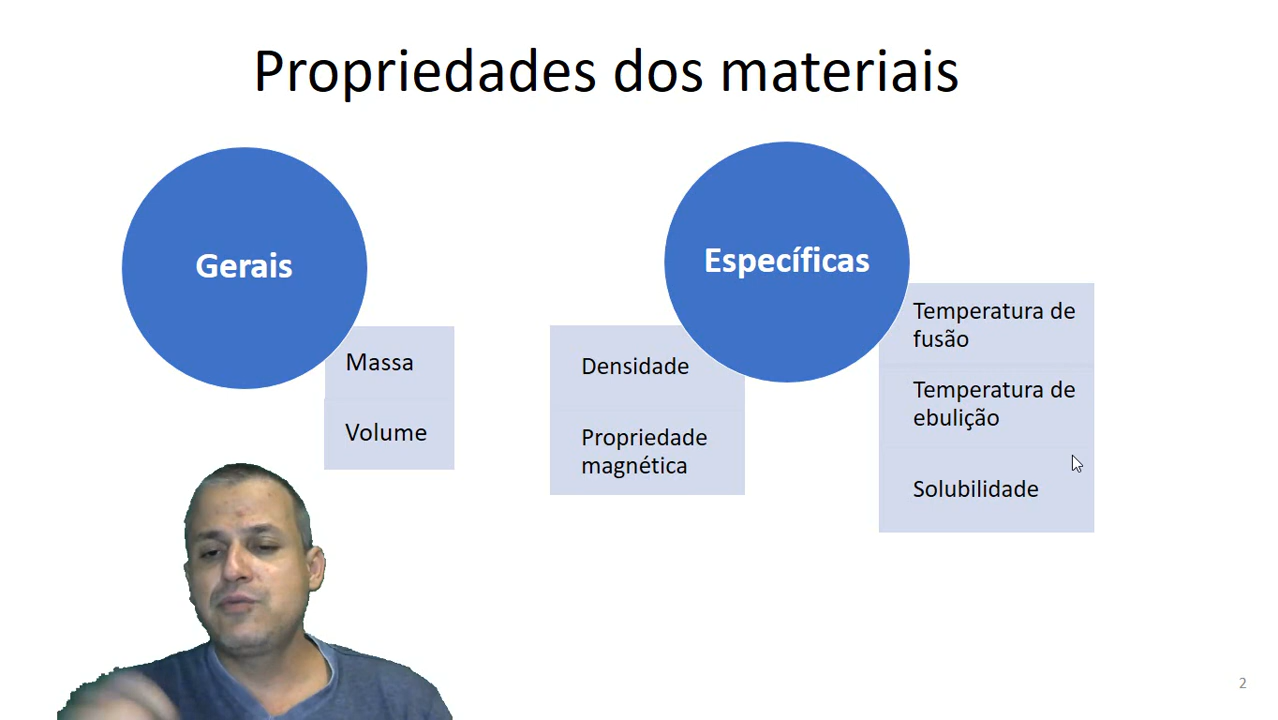 Propriedades dos materiais
Gerais
Massa
Volume
Específicas
Densidade
Propriedade
magnética
Temperatura de
fusão
Temperatura de
ebulição
Solubilidade
2